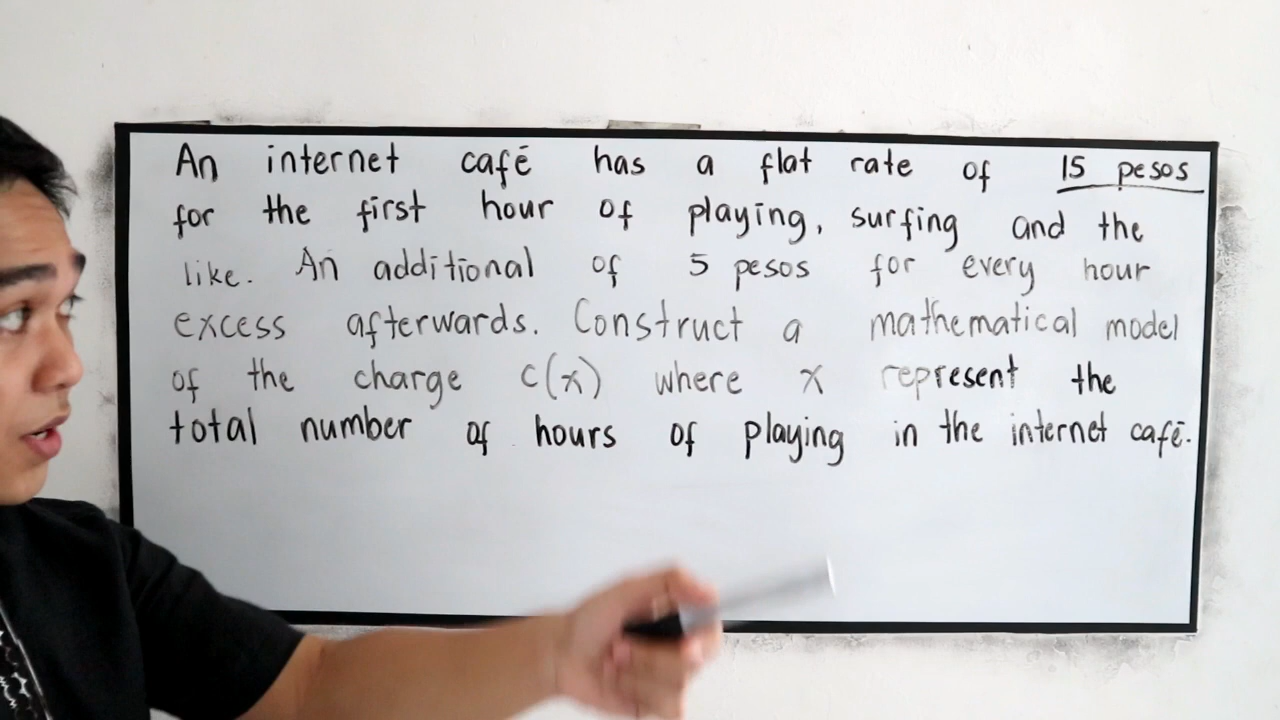 An internet cafē has a flat rate of 15 pesos
for the first hour of playing, surfing and the
like. An additional of 5 pesos for every hour
excess afterwards. Construct a mathematical model
of the charge c(x) where x represent the
total number of hours of playing in the internet cafē.